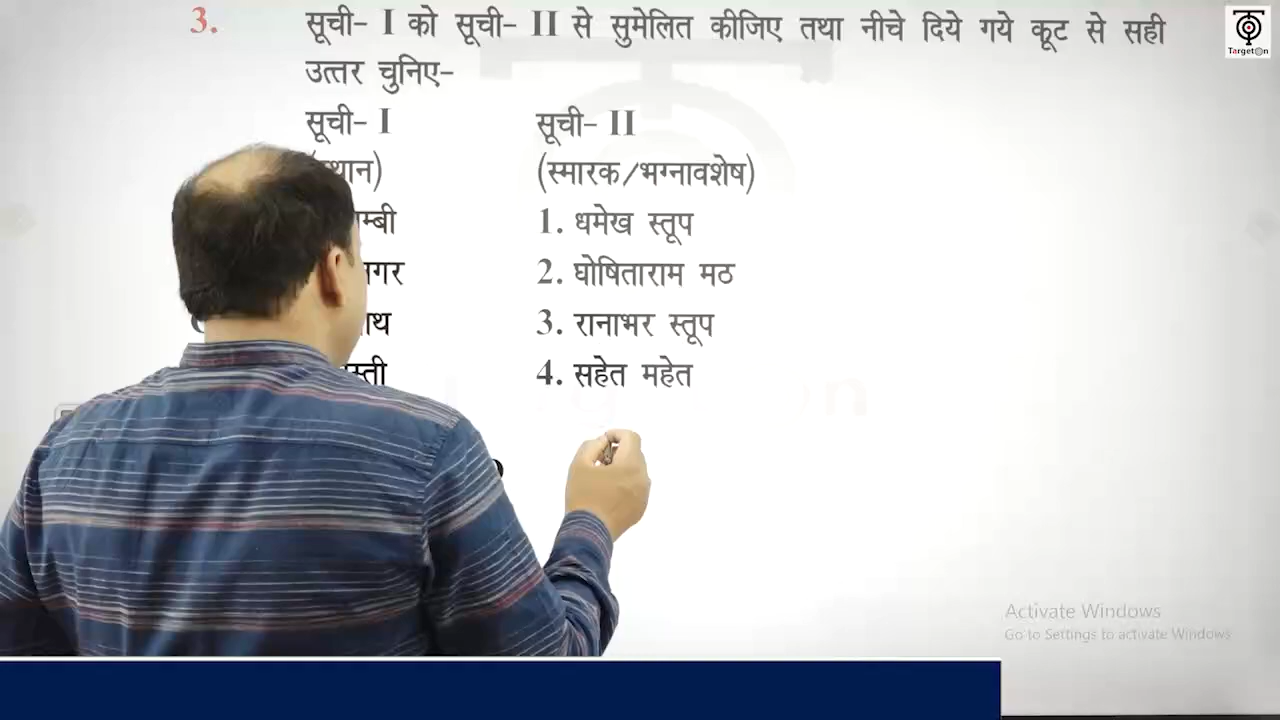 3. सूची- I को सूची- II से सुमेलित कीजिए तथा नीचे दिये गये कूट से सही
उत्तर चुनिए-
सूची- I सूची- II
(स्मारक/भग्नावशेष)
1. धमेख स्तूप
2. घोषिताराम मठ
3. रानाभर स्तूप
4. सहेत महेत
TargetOn
Activate Windows
Go to Settings to activate Windows